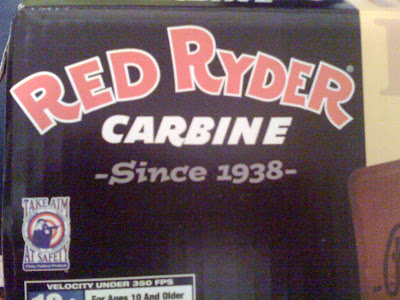 RED RYDER®
CARBINE
-Since 1938-
TAKE AIM
AT SAFETY
VELOCITY UNDER 350 FPS
For Ages 10 And Older